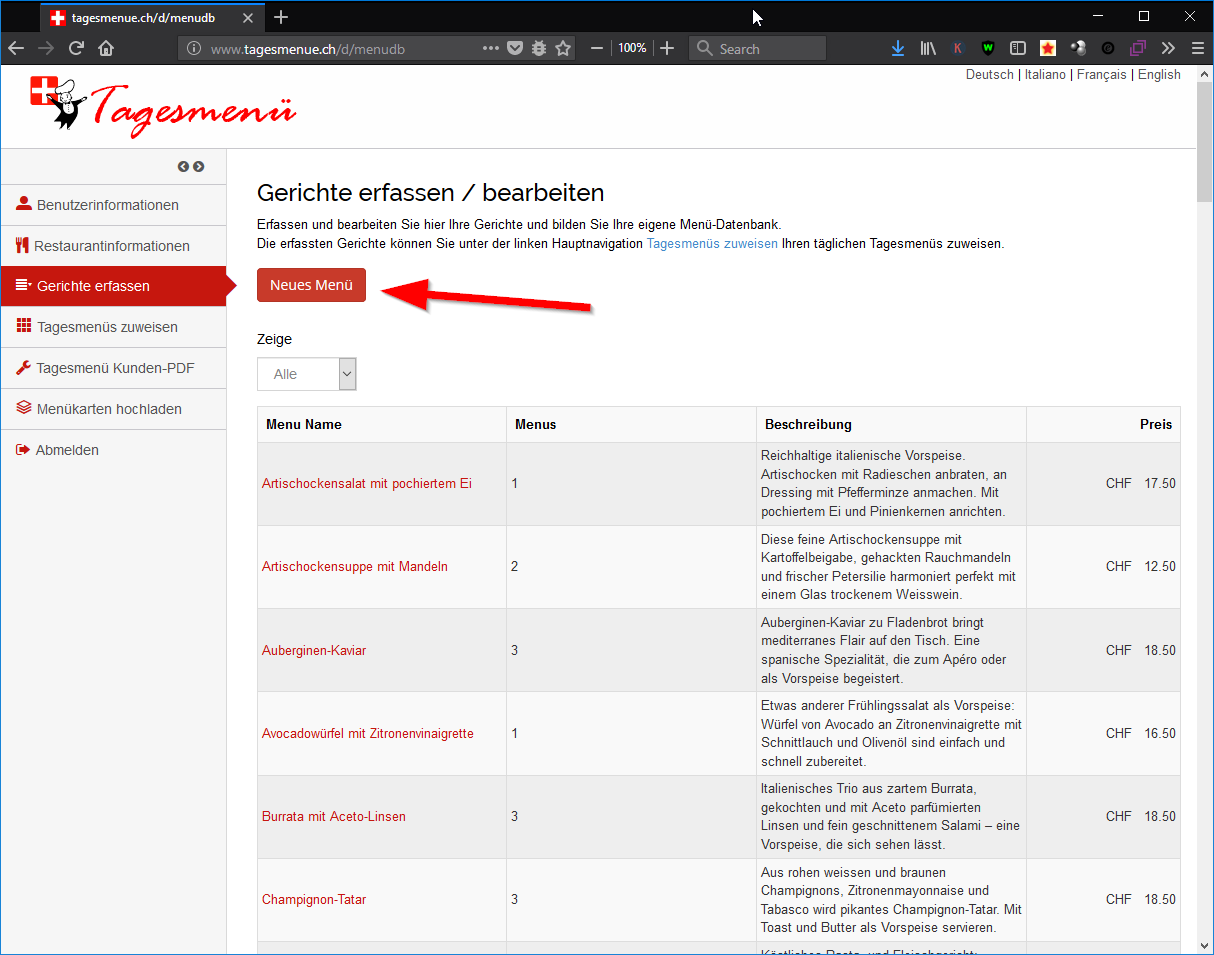 tagesmenue.ch/d/menudb
www.tagesmenue.ch/d/menudb
100%
Search
K
W
Deutsch | Italiano | Français | English
Tagesmenü
Benutzerinformationen
Restaurantinformationen
Gerichte erfassen
Tagesmenüs zuweisen
Tagesmenü Kunden-PDF
Menükarten hochladen
Abmelden
Gerichte erfassen / bearbeiten
Erfassen und bearbeiten Sie hier Ihre Gerichte und bilden Sie Ihre eigene Menü-Datenbank.
Die erfassten Gerichte können Sie unter der linken Hauptnavigation Tagesmenüs zuweisen Ihren täglichen Tagesmenüs zuweisen.
Neues Menü
Zeige
Alle
Menu Name Menus Beschreibung Preis
Artischockensalat mit pochiertem Ei 1
Reichhaltige italienische Vorspeise.
Artischocken mit Radieschen anbraten, an
Dressing mit Pfefferminze anmachen. Mit
pochiertem Ei und Pinienkernen anrichten.
CHF 17.50
Artischockensuppe mit Mandeln 2
Diese feine Artischockensuppe mit
Kartoffelbeigabe, gehackten Rauchmandeln
und frischer Petersilie harmoniert perfekt mit
einem Glas trockenem Weisswein.
CHF 12.50
Auberginen-Kaviar 3
Auberginen-Kaviar zu Fladenbrot bringt
mediterranes Flair auf den Tisch. Eine
spanische Spezialität, die zum Apéro oder
als Vorspeise begeistert.
CHF 18.50
Avocadowürfel mit Zitronenvinaigrette 1
Etwas anderer Frühlingssalat als Vorspeise:
Würfel von Avocado an Zitronenvinaigrette mit
Schnittlauch und Olivenöl sind einfach und
schnell zubereitet.
CHF 16.50
Burrata mit Aceto-Linsen 3
Italienisches Trio aus zartem Burrata,
gekochten und mit Aceto parfümierten
Linsen und fein geschnittenem Salami – eine
Vorspeise, die sich sehen lässt.
CHF 18.50
Champignon-Tatar 3
Aus rohen weissen und braunen
Champignons, Zitronenmayonnaise und
Tabasco wird pikantes Champignon-Tatar. Mit
Toast und Butter als Vorspeise servieren.
CHF 18.50